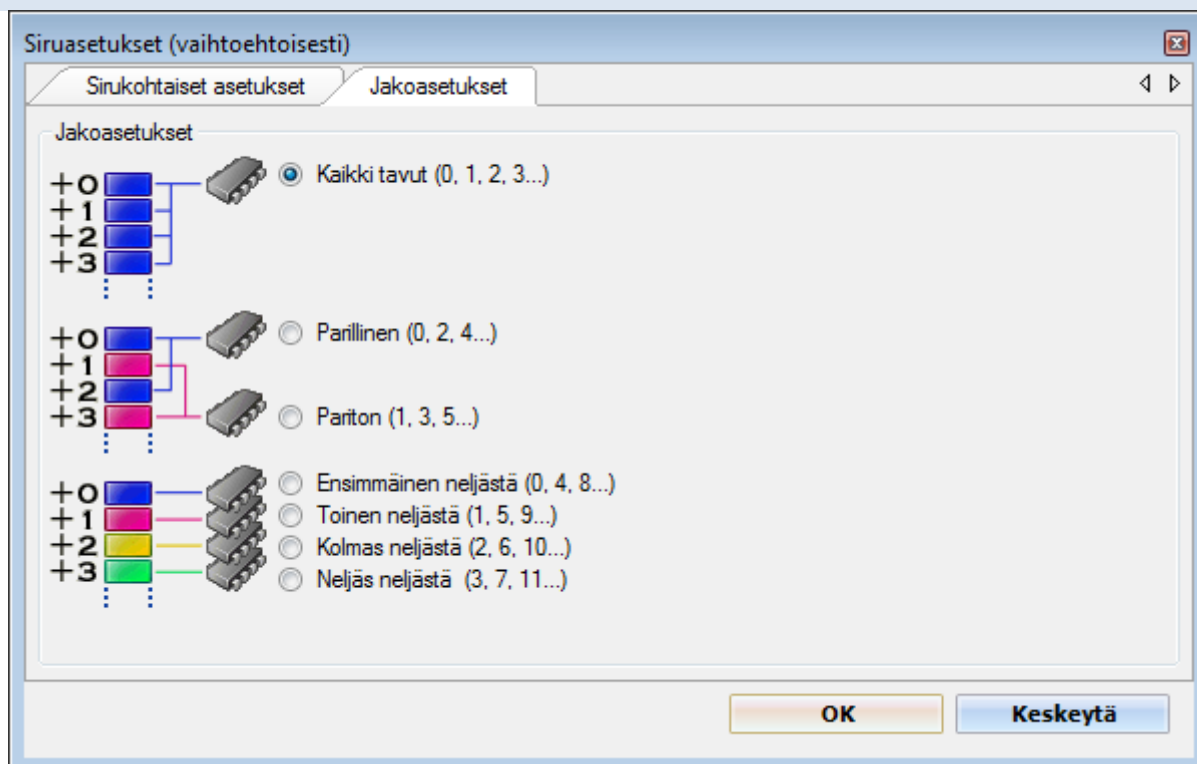 Siruasetukset (vaihtoehtoisesti)
Sirukohtaiset asetukset
Jakoasetukset
Jakoasetukset
+0
+1
+2
+3
Kaikki tavut (0, 1, 2, 3...)
+0
+1
+2
+3
Parillinen (0, 2, 4...)
Pariton (1, 3, 5...)
+0
+1
+2
+3
Ensimmäinen neljästä (0, 4, 8...)
Toinen neljästä (1, 5, 9...)
Kolmas neljästä (2, 6, 10...)
Neljäs neljästä (3, 7, 11...)
OK
Keskeytä